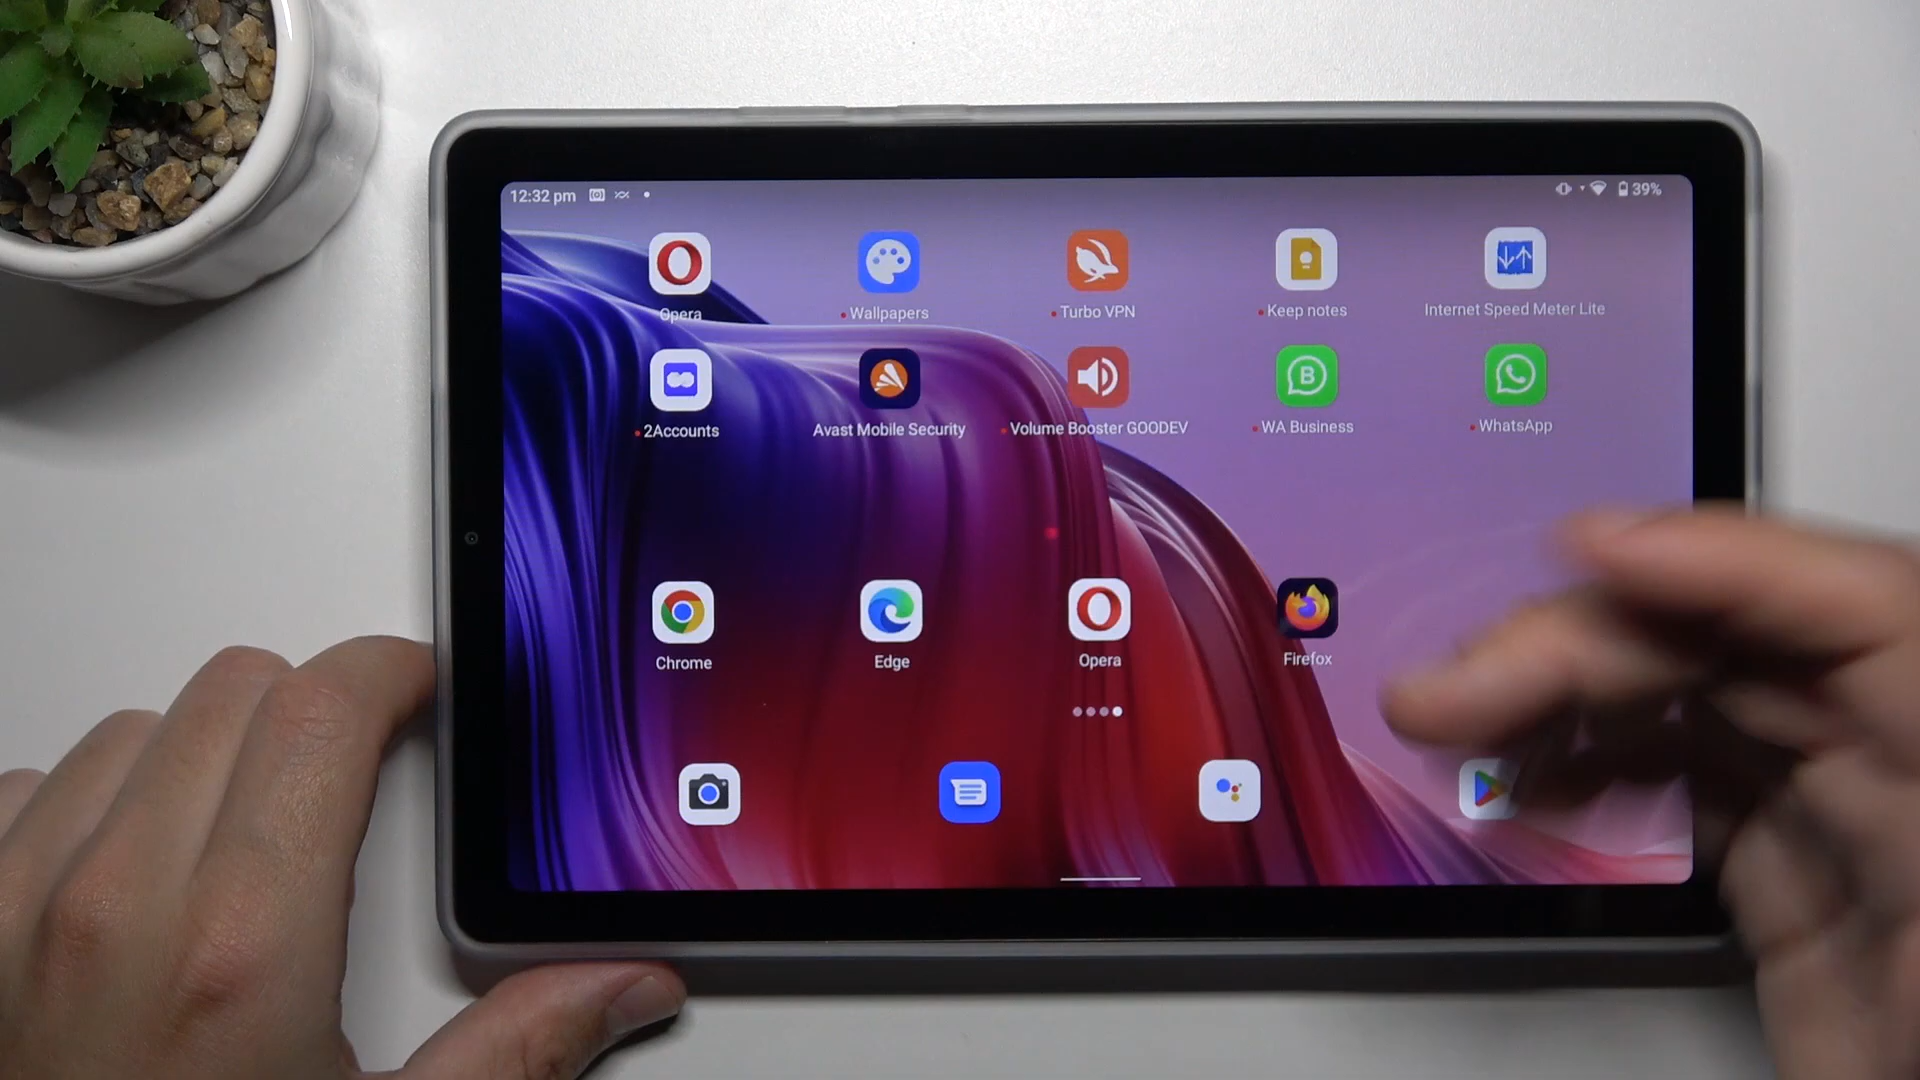 12:32 pm
39%
Opera
Wallpapers
Turbo VPN
Keep notes
Internet Speed Meter Lite
2Accounts
Avast Mobile Security
Volume Booster GOODEV
B
WA Business
WhatsApp
Chrome
Edge
Opera
Firefox